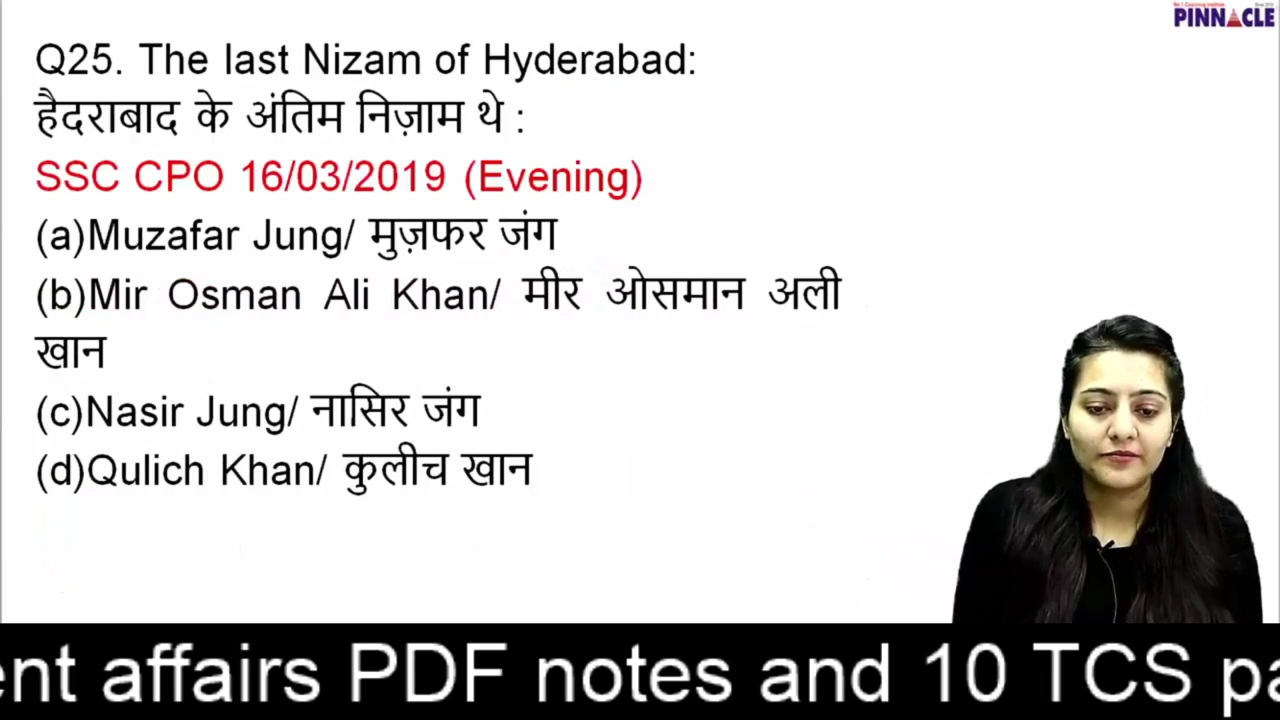 PINNACLE
Q25. The last Nizam of Hyderabad:
हैदराबाद के अंतिम निज़ाम थे :
SSC CPO 16/03/2019 (Evening)
(a)Muzafar Jung/ मुज़फर जंग
(b)Mir Osman Ali Khan/ मीर ओसमान अली
खान
(c)Nasir Jung/ नासिर जंग
(d)Qulich Khan/ कुलीच खान
ent affairs PDF notes and 10 TCS pa